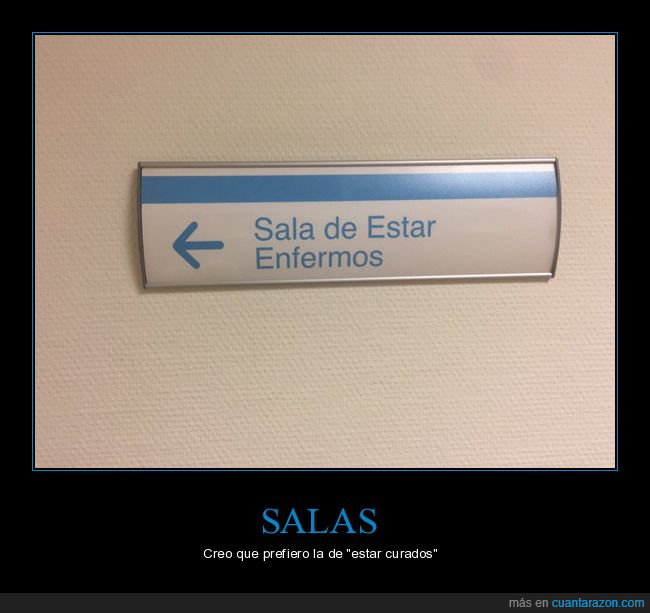 Sala de Estar
Enfermos
SALAS
Creo que prefiero la de "estar curados"
más en cuantarazon.com